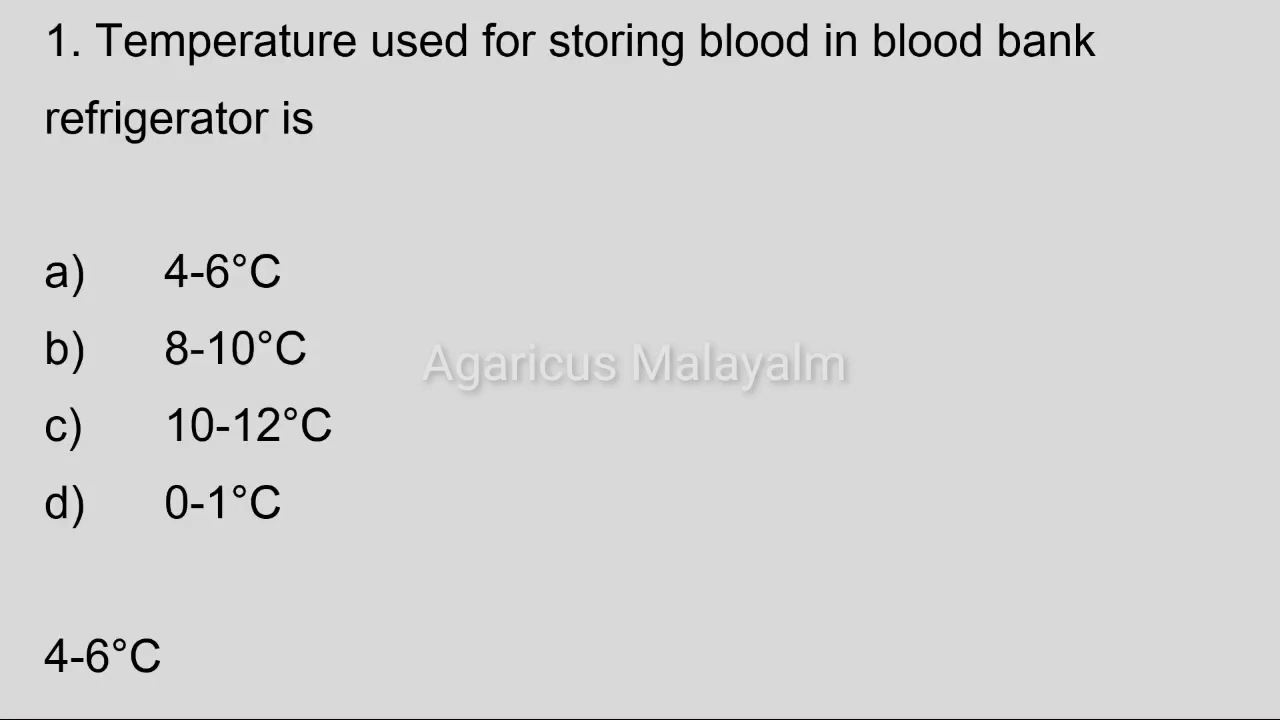 1. Temperature used for storing blood in blood bank
refrigerator is
a) 4-6°C
b) 8-10°C
Agaricus Malayalm
c) 10-12°C
d) 0-1°C
4-6°C